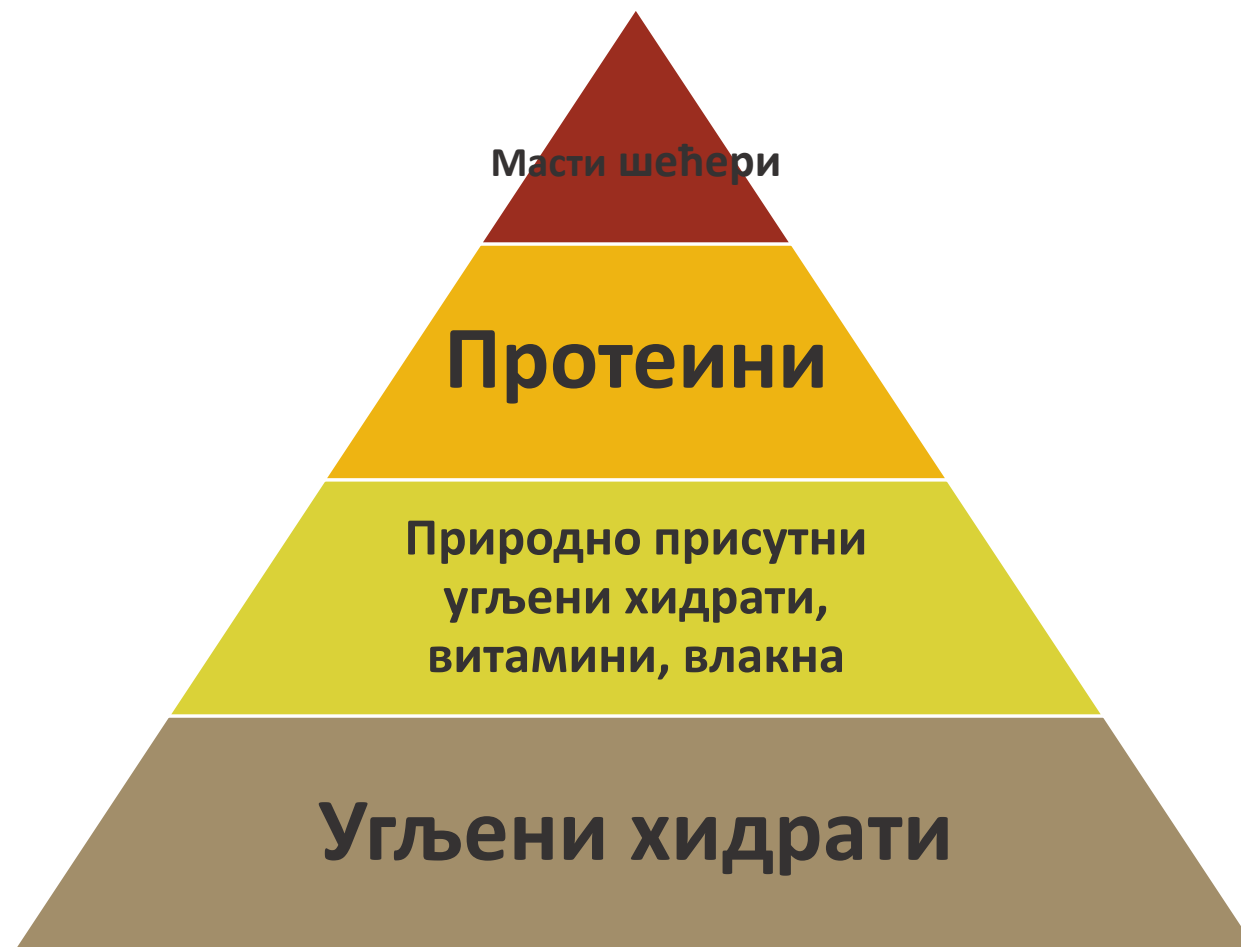 Масти шећери
Протеини
Природно присутни
угљени хидрати,
витамини, влакна
Угљени хидрати